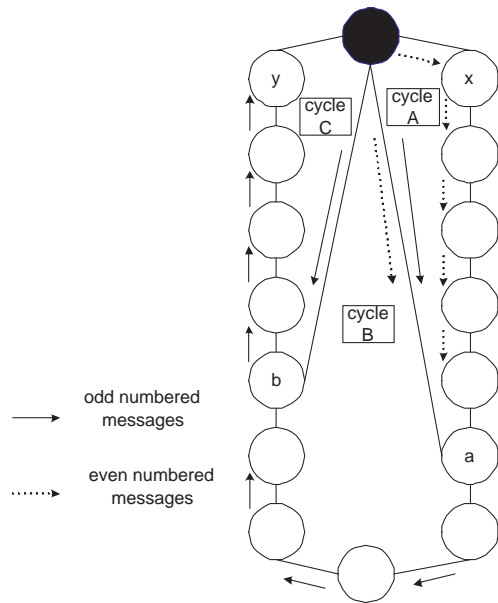 y
x
cycle
C
cycle
A
cycle
B
b
a
odd numbered
messages
even numbered
messages